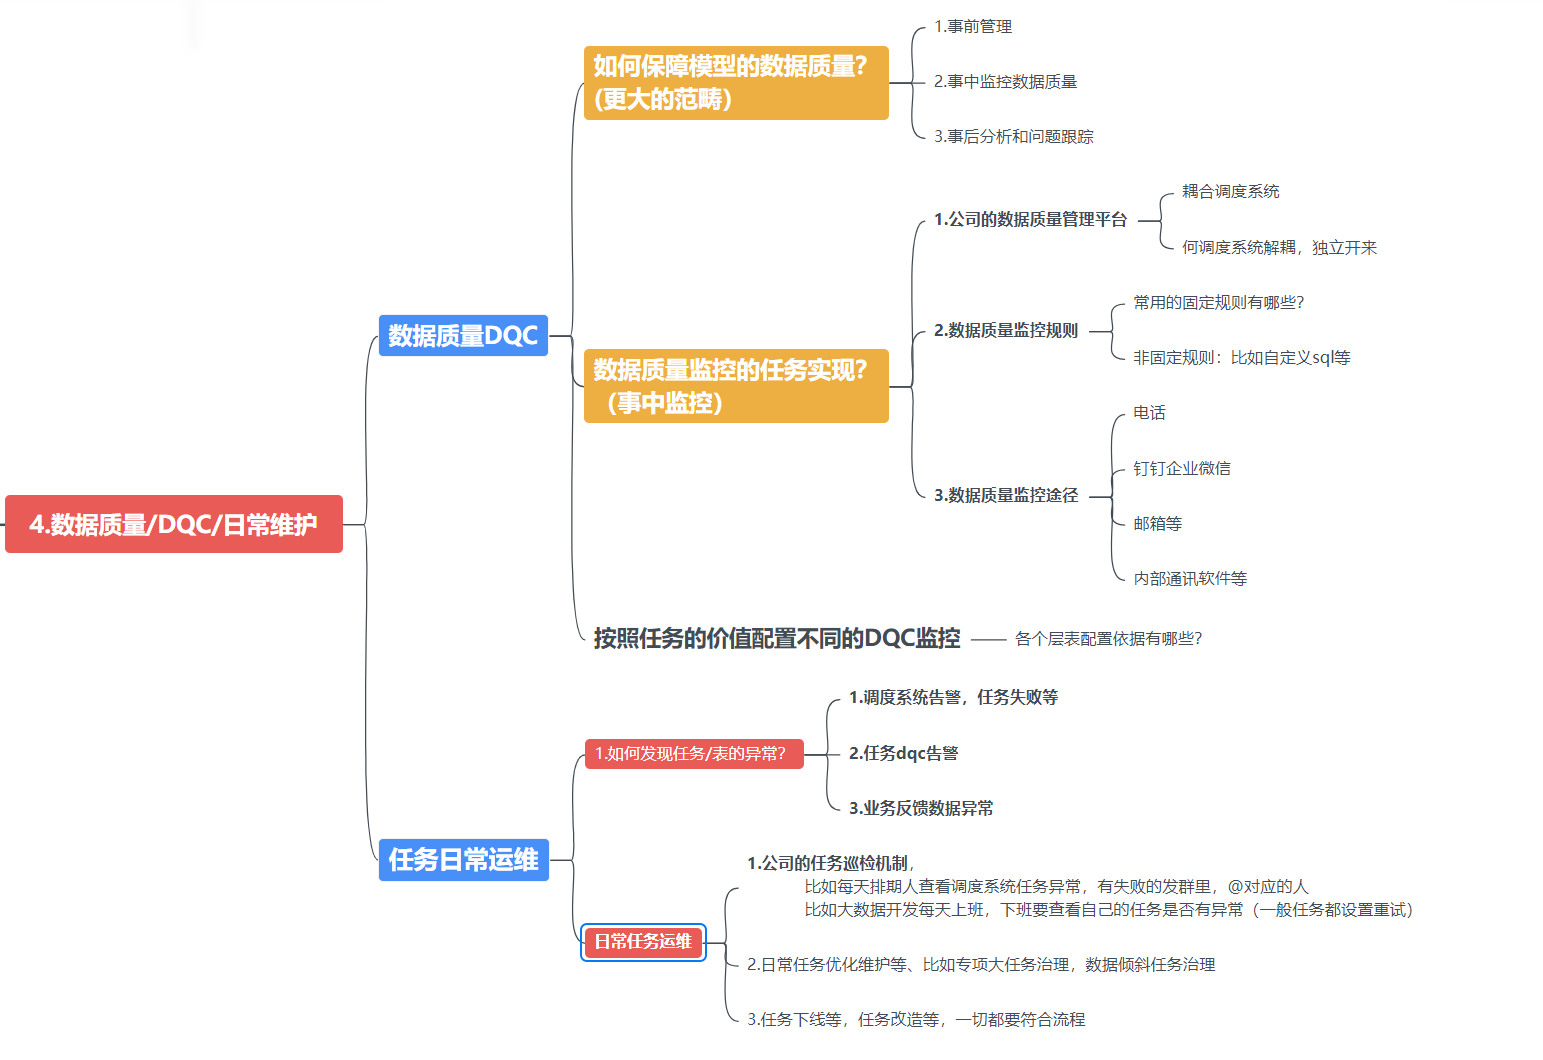 4.数据质量/DQC/日常维护
数据质量DQC
如何保障模型的数据质量？
(更大的范畴）
1.事前管理
2.事中监控数据质量
3.事后分析和问题跟踪
数据质量监控的任务实现？
（事中监控）
1.公司的数据质量管理平台
耦合调度系统
何调度系统解耦，独立开来
2.数据质量监控规则
常用的固定规则有哪些？
非固定规则：比如自定义sql等
3.数据质量监控途径
电话
钉钉企业微信
邮箱等
内部通讯软件等
按照任务的价值配置不同的DQC监控
各个层表配置依据有哪些？
任务日常运维
1.如何发现任务/表的异常？
1.调度系统告警，任务失败等
2.任务dqc告警
3.业务反馈数据异常
日常任务运维
1.公司的任务巡检机制，
比如每天排期人查看调度系统任务异常，有失败的发群里，@对应的人
比如大数据开发每天上班，下班要查看自己的任务是否有异常（一般任务都设置重试）
2.日常任务优化维护等、比如专项大任务治理，数据倾斜任务治理
3.任务下线等，任务改造等，一切都要符合流程